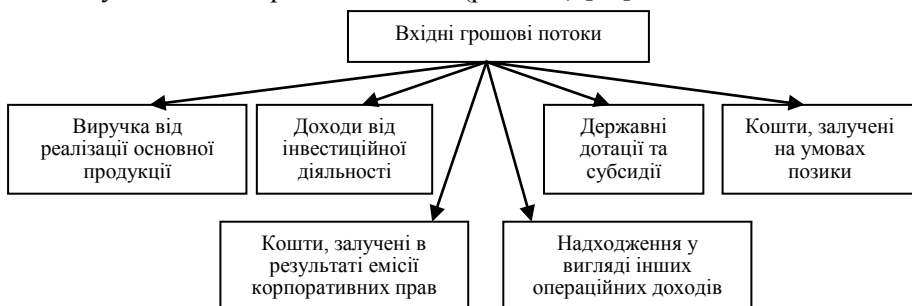 Вхідні грошові потоки
Виручка від
реалізації основної
продукції
Доходи від
інвестиційної
діяльності
Державні
дотації та
субсидії
Кошти, залучені
на умовах
позики
Кошти, залучені в
результаті емісії
корпоративних прав
Надходження у
вигляді інших
операційних доходів